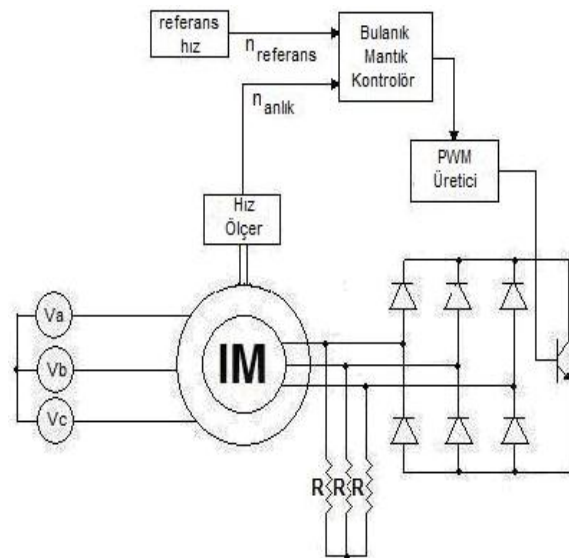 referans
hız
n referans
Bulanık
Mantık
Kontrolör
n anlık
PWM
Üretici
Hız
Ölçer
Va
Vb
Vc
IM
R R R